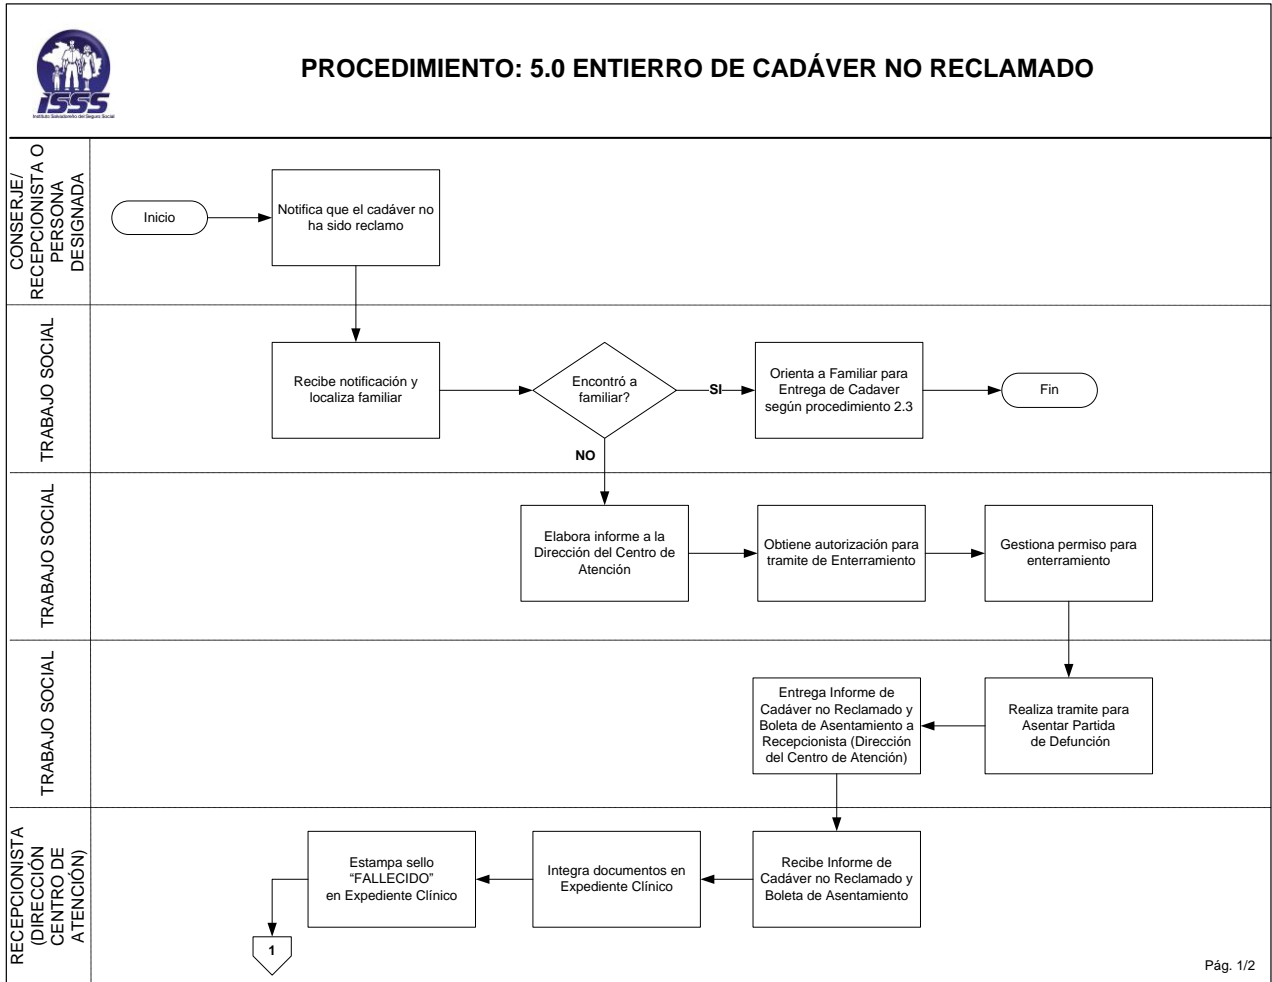 ISSS
Instituto Salvadoreño del Seguro Social
PROCEDIMIENTO: 5.0 ENTIERRO DE CADÁVER NO RECLAMADO
CONSERJE/
RECEPCIONISTA O
PERSONA
DESIGNADA
Inicio
Notifica que el cadáver no
ha sido reclamo
TRABAJO SOCIAL
Recibe notificación y
localiza familiar
Encontró a
familiar?
SI
Orienta a Familiar para
Entrega de Cadaver
según procedimiento 2.3
Fin
NO
TRABAJO SOCIAL
Elabora informe a la
Dirección del Centro de
Atención
Obtiene autorización para
tramite de Enterramiento
Gestiona permiso para
enterramiento
TRABAJO SOCIAL
Realiza tramite para
Asentar Partida
de Defunción
Entrega Informe de
Cadáver no Reclamado y
Boleta de Asentamiento a
Recepcionista (Dirección
del Centro de Atención)
RECEPCIONISTA
(DIRECCIÓN
CENTRO DE
ATENCIÓN)
Recibe Informe de
Cadáver no Reclamado y
Boleta de Asentamiento
Integra documentos en
Expediente Clínico
Estampa sello
“FALLECIDO”
en Expediente Clínico
1
Pág. 1/2